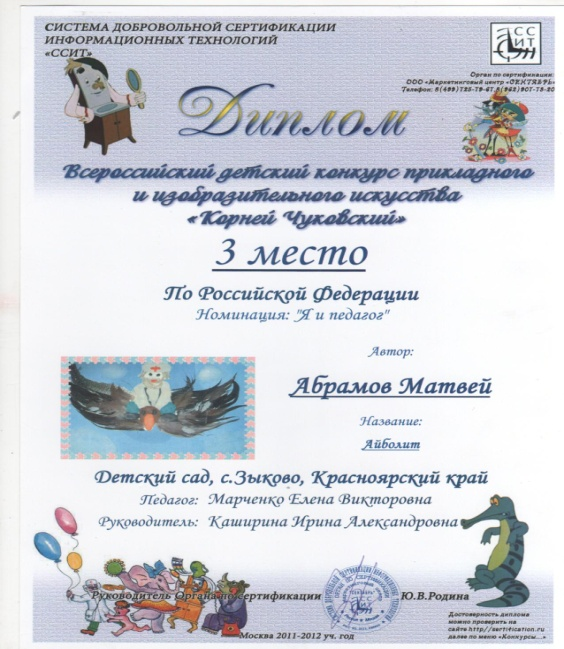 СИСТЕМА ДОБРОВОЛЬНОЙ СЕРТИФИКАЦИИ
ИНФОРМАЦИОННЫХ ТЕХНОЛОГИЙ
«ССИТ»
ССИТ
Орган по сертификации:
ООО «Маркетинговый центр «СЕНТЯБРЬ»
Диплом
Всероссийский детский конкурс прикладного
и изобразительного искусства
«Корней Чуковский»
3 место
По Российской Федерации
Номинация: "Я и педагог"
Автор:
Абрамов Матвей
Название:
Айболит
Детский сад, с.Зыково, Красноярский край
Педагог: Марченко Елена Викторовна
Руководитель: Каширина Ирина Александровна
Руководитель Органа по сертификации Ю.В.Родина
Москва 2011-2012 уч. год
Достоверность диплома
можно проверить на
сайте http://certification.ru
далее по меню «Конкурсы...»